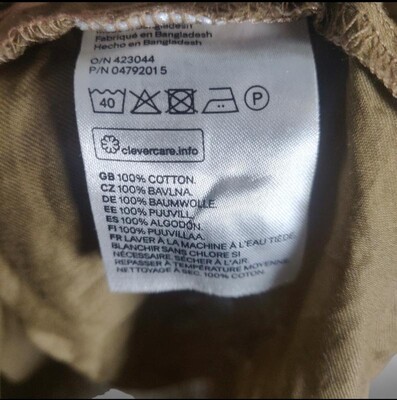 Bangladesh
Fabriqué en Bangladesh
Hecho en Bangladesh
O/N 423044
P/N 04792015
40 P
clevercare.info
GB 100% COTTON.
CZ 100% BAVLNA.
DE 100% BAUMWOLLE.
EE 100% PUUVILL.
ES 100% ALGODÓN.
FI 100% PUUVILLAA.
FR LAVER À LA MACHINE À L'EAU TIÈDE
BLANCHIR SANS CHLORE SI
NÉCESSAIRE. SÉCHER À L'AIR.
REPASSER À TEMPÉRATURE MOYENNE
NETTOYAGE À SEC. 100% COTON.